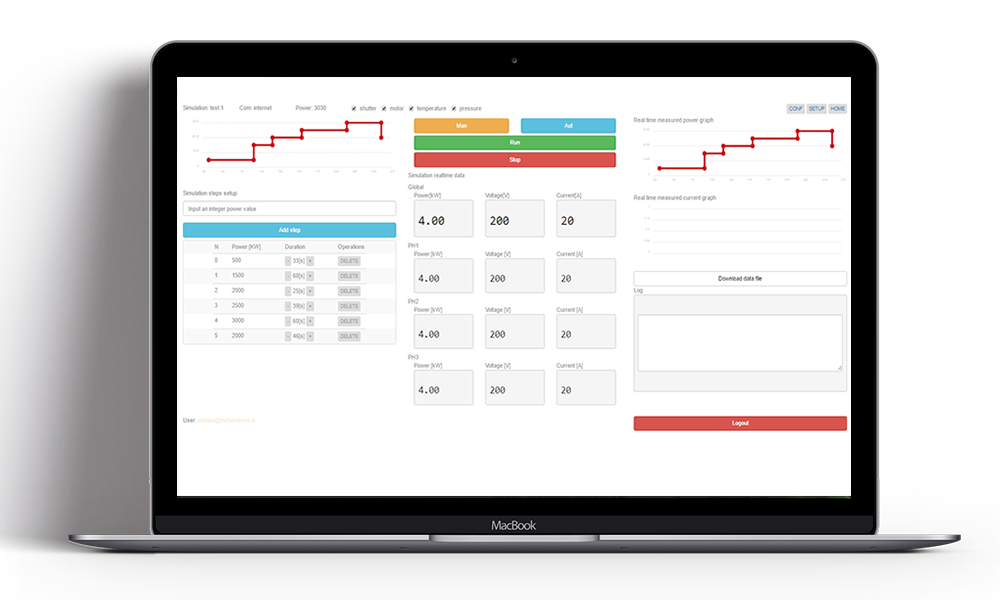 Simulation: text 1
Com: internet
Power: 3030
shutter
motor
temperature
pressure
CONF
SETUP
HOME
Man
Aut
Run
Stop
Simulation realtime data
Global
Power[kW]
Voltage[V]
Current[A]
4.00
200
20
PH1
Power [kW]
Voltage [V]
Current [A]
4.00
200
20
PH2
Power [kW]
Voltage [V]
Current [A]
4.00
200
20
PH3
Power [kW]
Voltage [V]
Current [A]
4.00
200
20
Simulation steps setup
Input an integer power value
Add step
N Power [KW] Duration Operations
0 500 - 33[s] + DELETE
1 1500 - 60[s] + DELETE
2 2000 - 25[s] + DELETE
3 2500 - 39[s] + DELETE
4 3000 - 60[s] + DELETE
5 2000 - 46[s] + DELETE
User:
Real time measured power graph
Real time measured current graph
Download data file
Log
Logout
MacBook